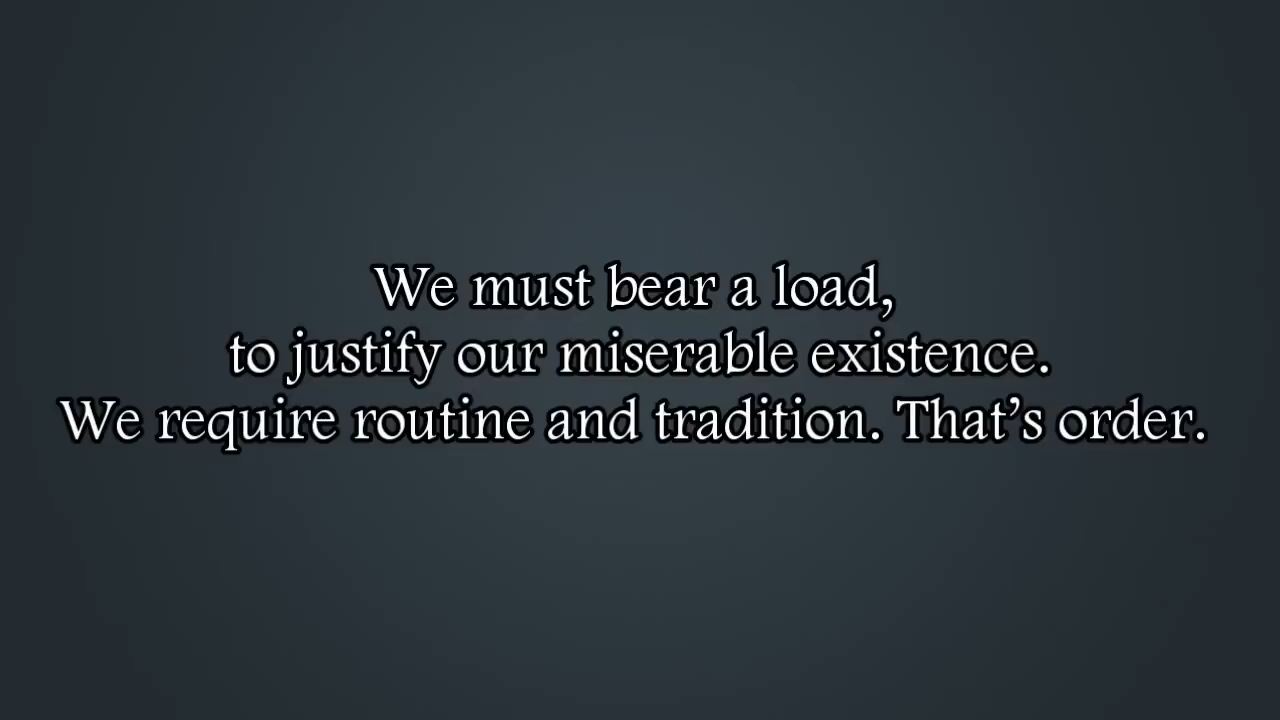 We must bear a load,
to justify our miserable existence.
We require routine and tradition. That’s order.